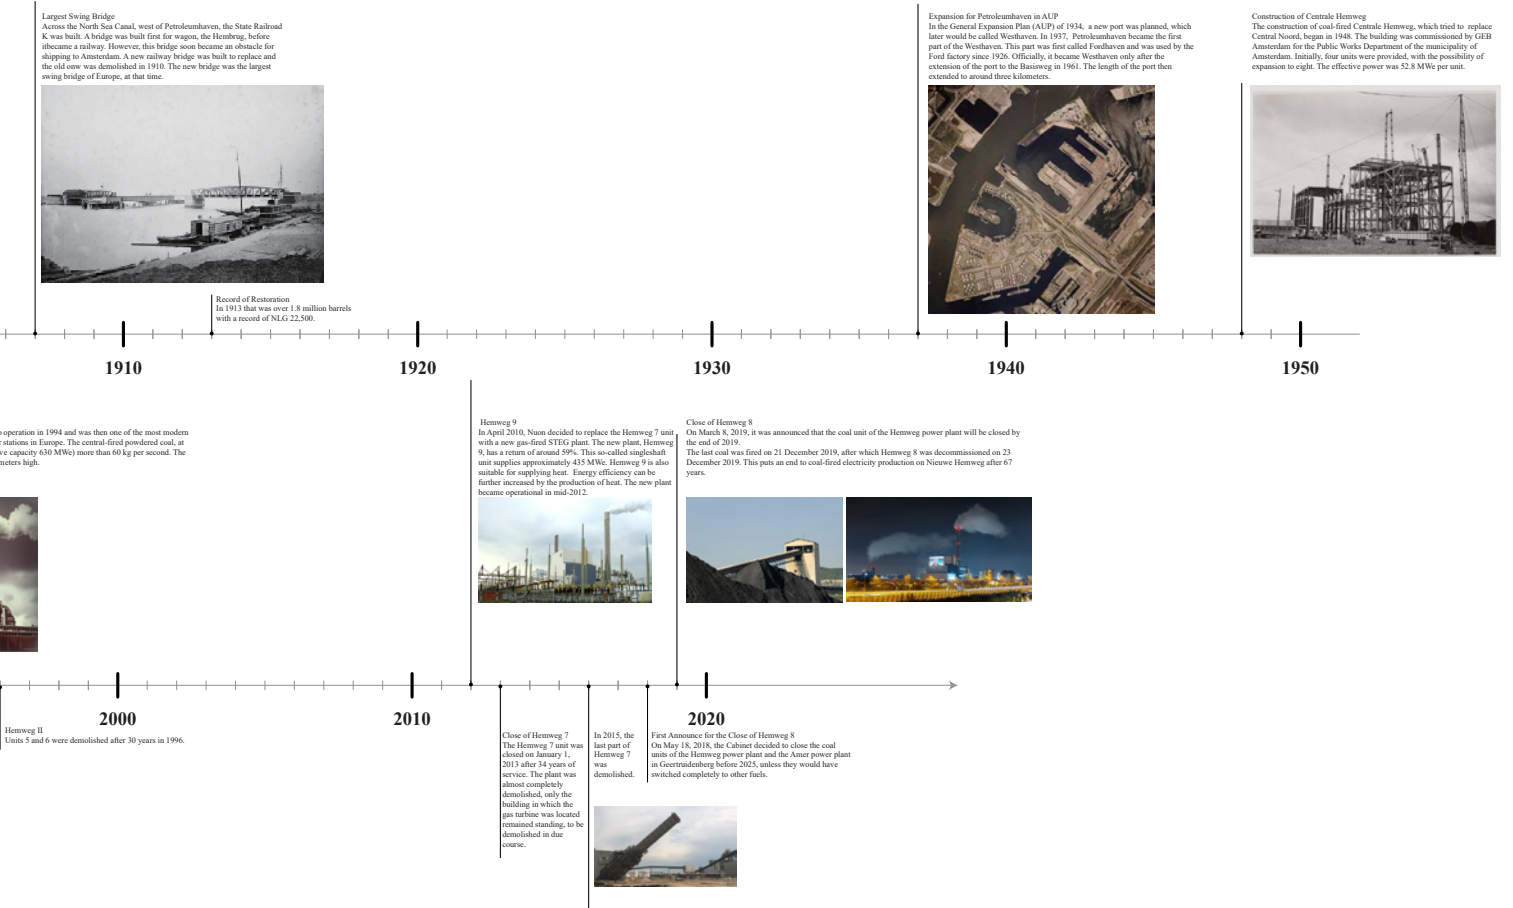 Largest Swing Bridge
Across the North Sea Canal, west of Petroleumhaven, the State Railroad
K was built. A bridge was built first for wagon, the Hembrug, before
itbecame a railway. However, this bridge soon became an obstacle for
shipping to Amsterdam. A new railway bridge was built to replace and
the old onw was demolished in 1910. The new bridge was the largest
swing bridge of Europe, at that time.
Record of Restoration
In 1913 that was over 1.8 million barrels
with a record of NLG 22,500.
Expansion for Petroleumhaven in AUP
In the General Expansion Plan (AUP) of 1934, a new port was planned, which
later would be called Westhaven. In 1937, Petroleumhaven became the first
part of the Westhaven. This part was first called Fordhaven and was used by the
Ford factory since 1926. Officially, it became Westhaven only after the
extension of the port to the Basisweg in 1961. The length of the port then
extended to around three kilometers.
Construction of Centrale Hemweg
The construction of coal-fired Centrale Hemweg, which tried to replace
Central Noord, began in 1948. The building was commissioned by GEB
Amsterdam for the Public Works Department of the municipality of
Amsterdam. Initially, four units were provided, with the possibility of
expansion to eight. The effective power was 52.8 MWe per unit.
1910
1920
1930
1940
1950
operation in 1994 and was then one of the most modern
stations in Europe. The central-fired powdered coal, at
ve capacity 630 MWe) more than 60 kg per second. The
meters high.
Hemweg 9
In April 2010, Nuon decided to replace the Hemweg 7 unit
with a new gas-fired STEG plant. The new plant, Hemweg
9, has a return of around 59%. This so-called singleshaft
unit supplies approximately 435 MWe. Hemweg 9 is also
suitable for supplying heat. Energy efficiency can be
further increased by the production of heat. The new plant
became operational in mid-2012.
Close of Hemweg 8
On March 8, 2019, it was announced that the coal unit of the Hemweg power plant will be closed by
the end of 2019.
The last coal was fired on 21 December 2019, after which Hemweg 8 was decommissioned on 23
December 2019. This puts an end to coal-fired electricity production on Nieuwe Hemweg after 67
years.
2000
2010
2020
Hemweg II
Units 5 and 6 were demolished after 30 years in 1996.
Close of Hemweg 7
The Hemweg 7 unit was
closed on January 1,
2013 after 34 years of
service. The plant was
almost completely
demolished, only the
building in which the
gas turbine was located
remained standing, to be
demolished in due
course.
In 2015, the
last part of
Hemweg 7
was
demolished.
First Announce for the Close of Hemweg 8
On May 18, 2018, the Cabinet decided to close the coal
units of the Hemweg power plant and the Amer power plant
in Geertruidenberg before 2025, unless they would have
switched completely to other fuels.